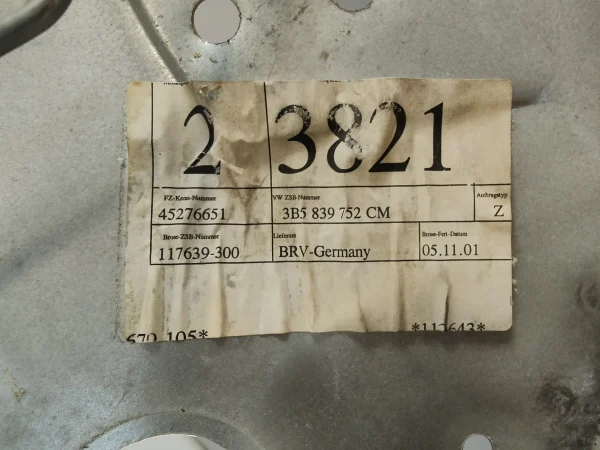 2 3821
FZ-Kenn-Nummer VW ZSB-Nummer Auftragstyp
45276651 3B5 839 752 CM Z
Brose-ZSB-Nummer Lieferant Brose-Fert.-Datum
117639-300 BRV-Germany 05.11.01